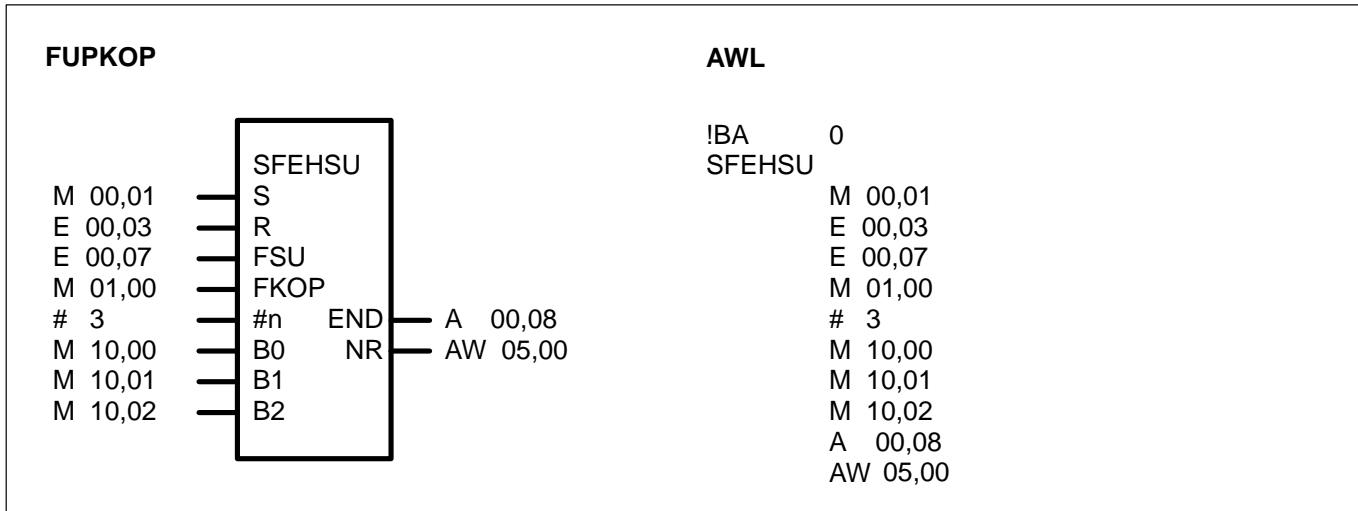 FUPKOP
SFEHSU
M 00,01 S
E 00,03 R
E 00,07 FSU
M 01,00 FKOP
# 3 #n END A 00,08
M 10,00 B0 NR AW 05,00
M 10,01 B1
M 10,02 B2
AWL
!BA 0
SFEHSU
M 00,01
E 00,03
E 00,07
M 01,00
# 3
M 10,00
M 10,01
M 10,02
A 00,08
AW 05,00